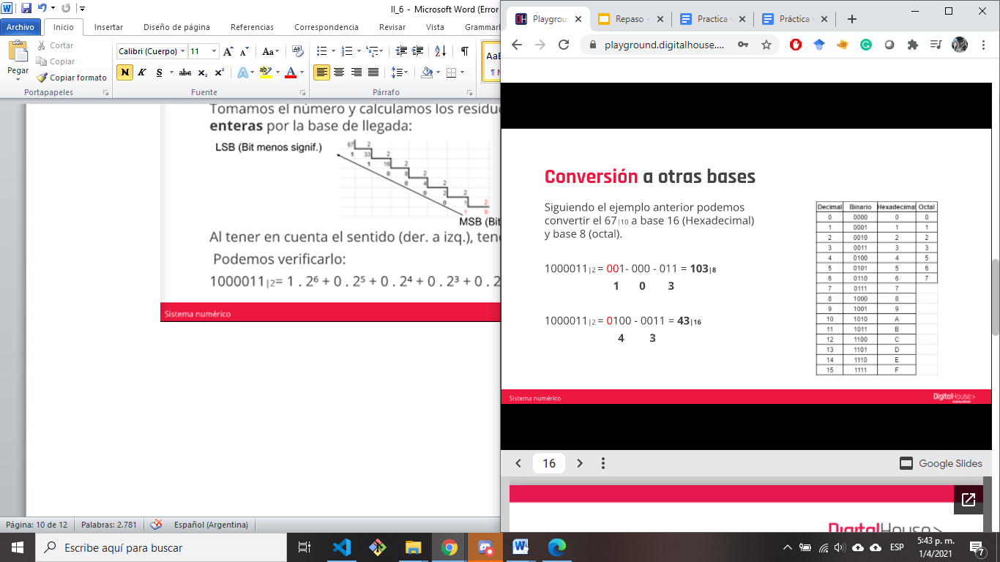 II_6 - Microsoft Word (Error
Archivo
Inicio
Insertar
Diseño de página
Referencias
Correspondencia
Revisar
Vista
Grammarl
Pegar
Cortar
Copiar
Copiar formato
Portapapeles
Calibri (Cuerpo)
11
Fuente
Párrafo
Tomamos el número y calculamos los residu
enteras por la base de llegada:
LSB (Bit menos signif.)
67 2
1 33 2
1 16 2
0 8 2
0 4 2
0 2 2
0 1 2
1 0
MSB (Bit
Al tener en cuenta el sentido (der. a izq.), ten
Podemos verificarlo:
1000011|2= 1 . 2⁶ + 0 . 2⁵ + 0 . 2⁴ + 0 . 2³ + 0 . 2
Sistema numérico
Página: 10 de 12
Palabras: 2.781
Español (Argentina)
Playgroun
Repaso -
Practica v
Práctica v
playground.digitalhouse....
Conversión a otras bases
Siguiendo el ejemplo anterior podemos
convertir el 67|10 a base 16 (Hexadecimal)
y base 8 (octal).
1000011|2 = 001- 000 - 011 = 103|8
1 0 3
1000011|2 = 0100 - 0011 = 43|16
4 3
Decimal Binario Hexadecimal Octal
0 0000 0 0
1 0001 1 1
2 0010 2 2
3 0011 3 3
4 0100 4 5
5 0101 5 6
6 0110 6 7
7 0111 7
8 1000 8
9 1001 9
10 1010 A
11 1011 B
12 1100 C
13 1101 D
14 1110 E
15 1111 F
Sistema numérico
DigitalHouse>
16
Google Slides
DigitalHouse>
Escribe aquí para buscar
ESP
5:43 p. m.
1/4/2021
7